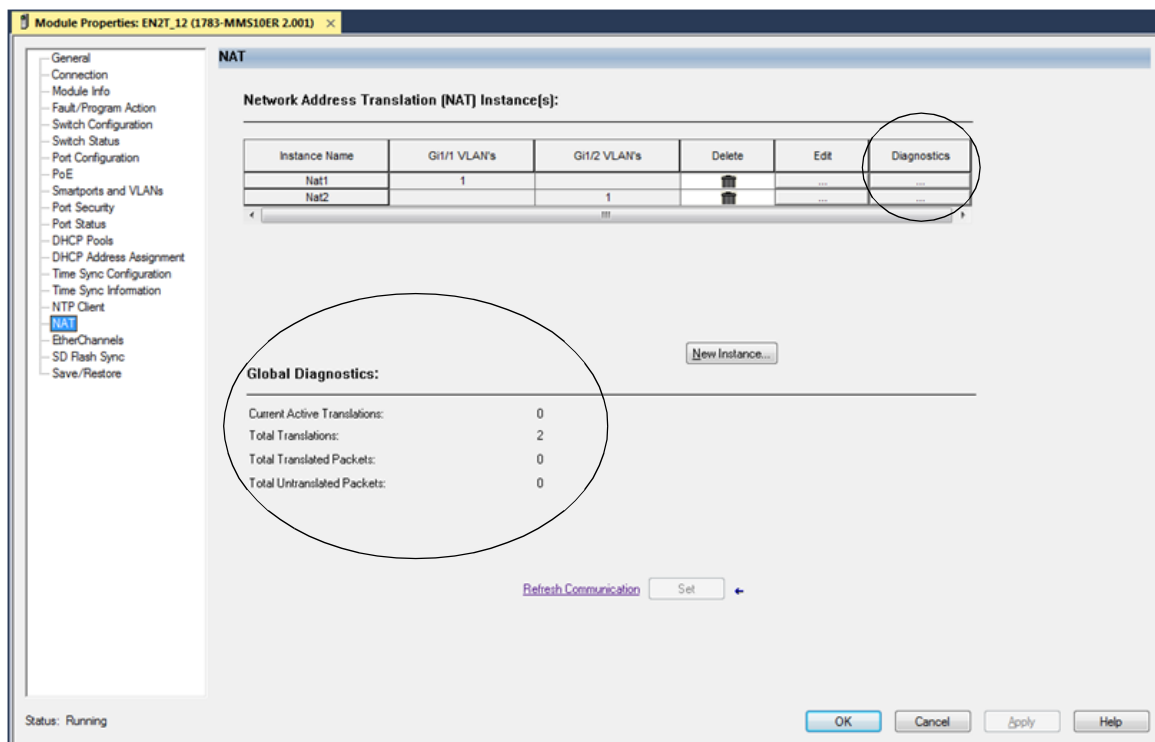 Module Properties: EN2T_12 (1783-MMS10ER 2.001) ×
General
Connection
Module Info
Fault/Program Action
Switch Configuration
Switch Status
Port Configuration
PoE
Smartports and VLANs
Port Security
Port Status
DHCP Pools
DHCP Address Assignment
Time Sync Configuration
Time Sync Information
NTP Client
NAT
EtherChannels
SD Flash Sync
Save/Restore
NAT
Network Address Translation (NAT) Instance(s):
Instance Name Gi1/1 VLAN's Gi1/2 VLAN's Delete Edit Diagnostics
Nat1 1 ... ...
Nat2 1 ... ...
New Instance...
Global Diagnostics:
Current Active Translations: 0
Total Translations: 2
Total Translated Packets: 0
Total Untranslated Packets: 0
Refresh Communication Set
Status: Running
OK Cancel Apply Help